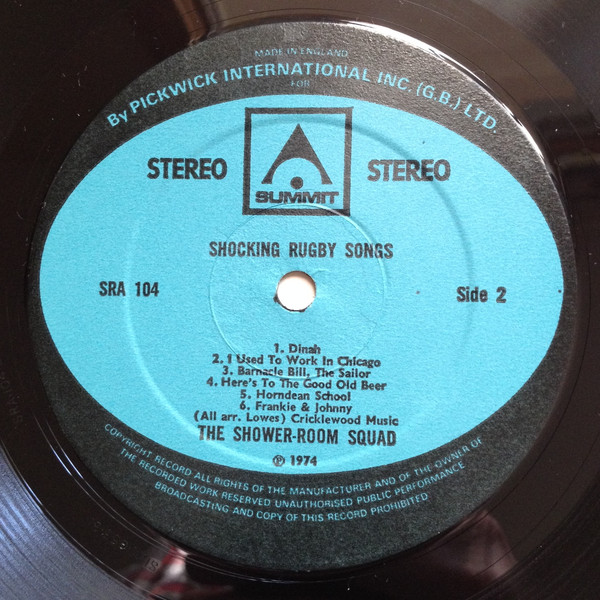 MADE IN ENGLAND
By PICKWICK INTERNATIONAL INC. (G.B.) LTD.
FOR
STEREO
SUMMIT
STEREO
SHOCKING RUGBY SONGS
SRA 104
Side 2
1. Dinah
2. I Used To Work In Chicago
3. Barnacle Bill, The Sailor
4. Here's To The Good Old Beer
5. Horndean School
6. Frankie & Johnny
(All arr. Lowes) Cricklewood Music
THE SHOWER-ROOM SQUAD
℗ 1974
COPYRIGHT RECORD ALL RIGHTS OF THE MANUFACTURER AND OF THE OWNER OF
THE RECORDED WORK RESERVED UNAUTHORISED PUBLIC PERFORMANCE
BROADCASTING AND COPY OF THIS RECORD PROHIBITED